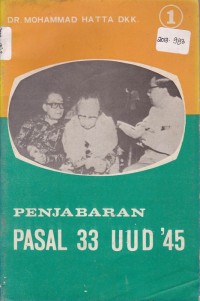 DR. MOHAMMAD HATTA DKK.
1
PENJABARAN
PASAL 33 UUD '45